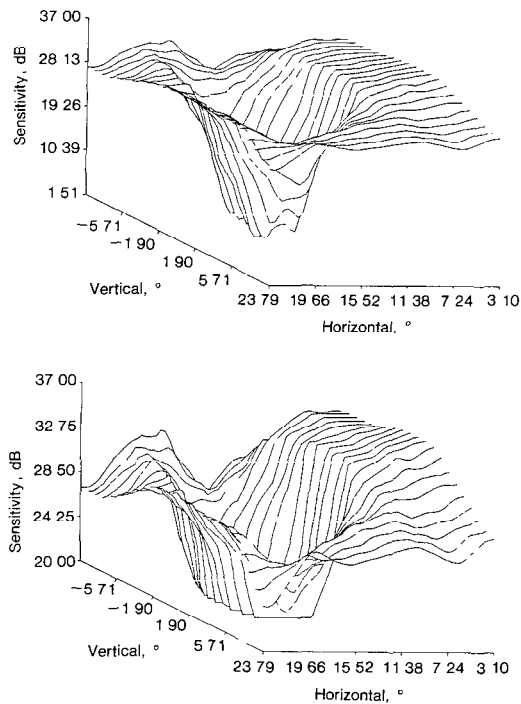 37 00
28 13
19 26
10 39
1 51
Sensitivity, dB
−5 71
−1 90
1 90
5 71
Vertical, °
23 79 19 66 15 52 11 38 7 24 3 10
Horizontal, °
37 00
32 75
28 50
24 25
20 00
Sensitivity, dB
−5 71
−1 90
1 90
5 71
Vertical, °
23 79 19 66 15 52 11 38 7 24 3 10
Horizontal, °